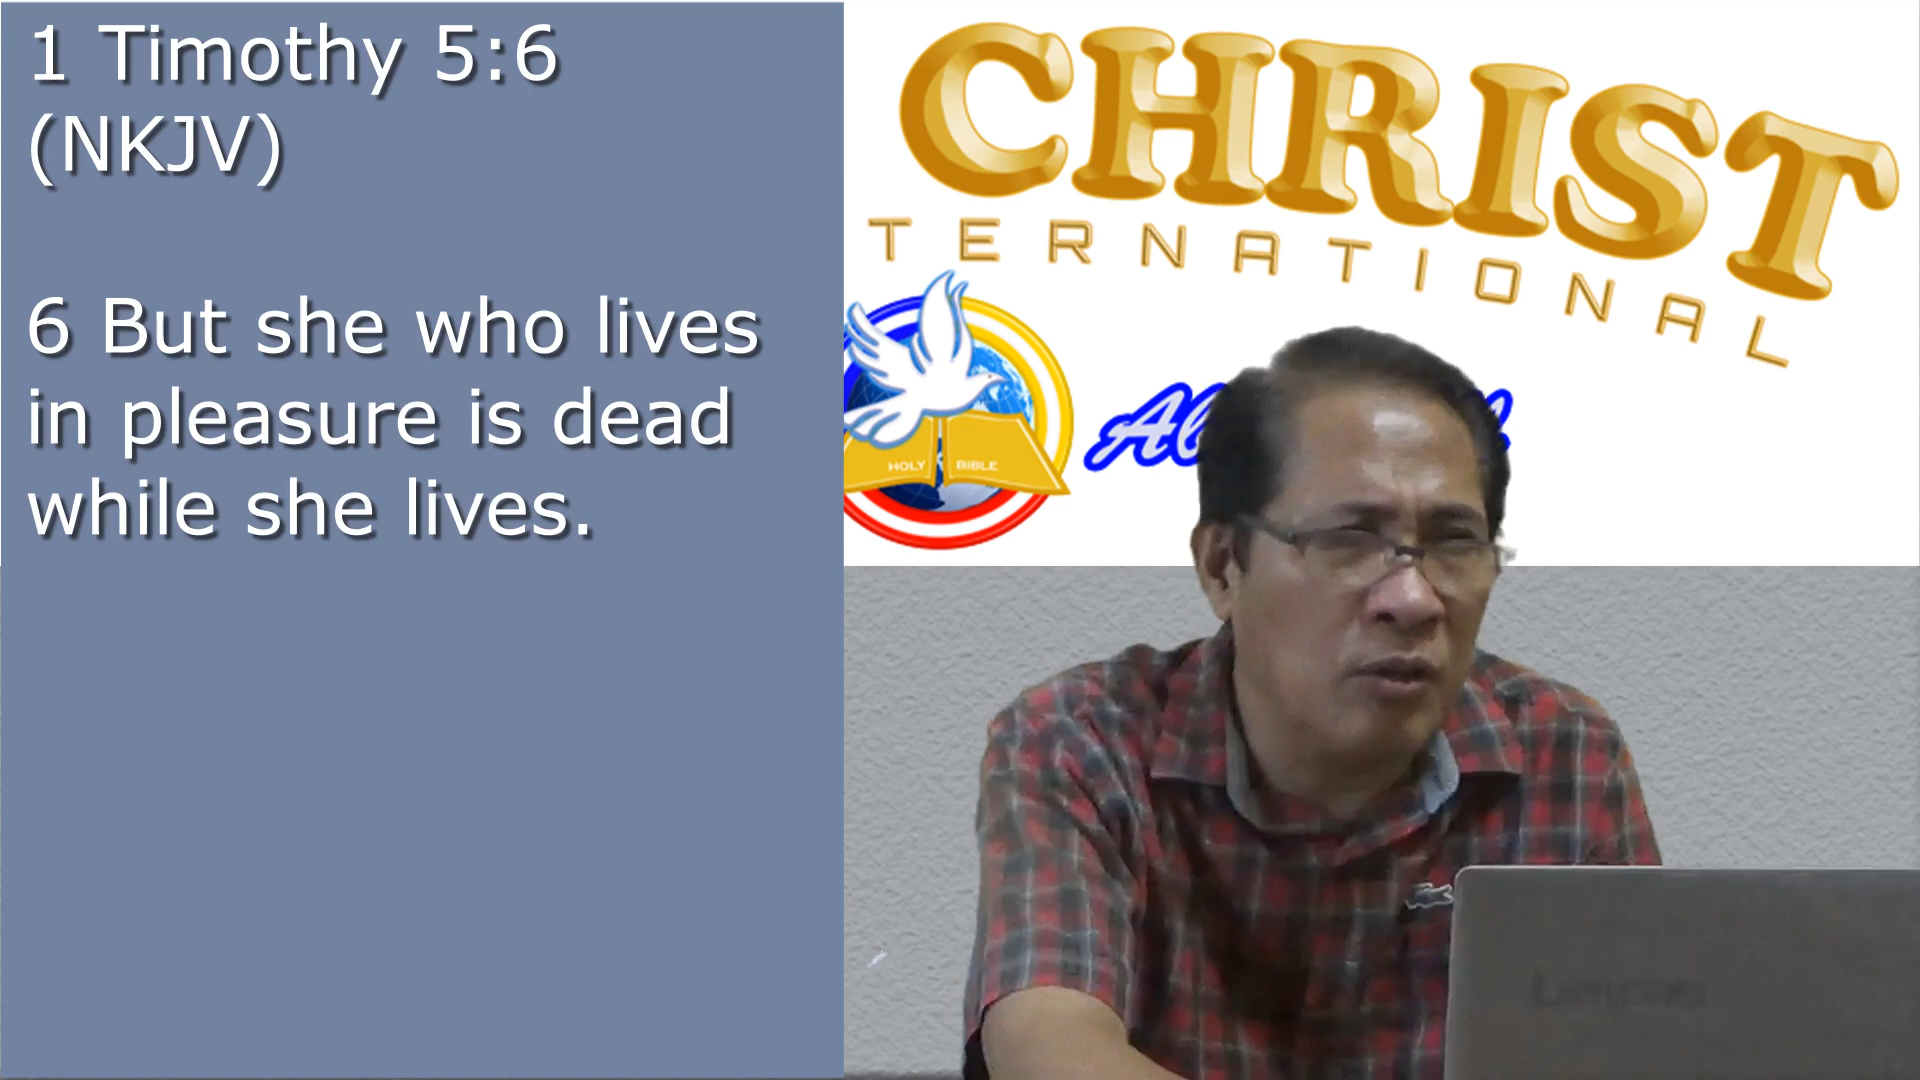 1 Timothy 5:6
(NKJV)
6 But she who lives
in pleasure is dead
while she lives.
CHRIST
TERNATIONAL
HOLY BIBLE